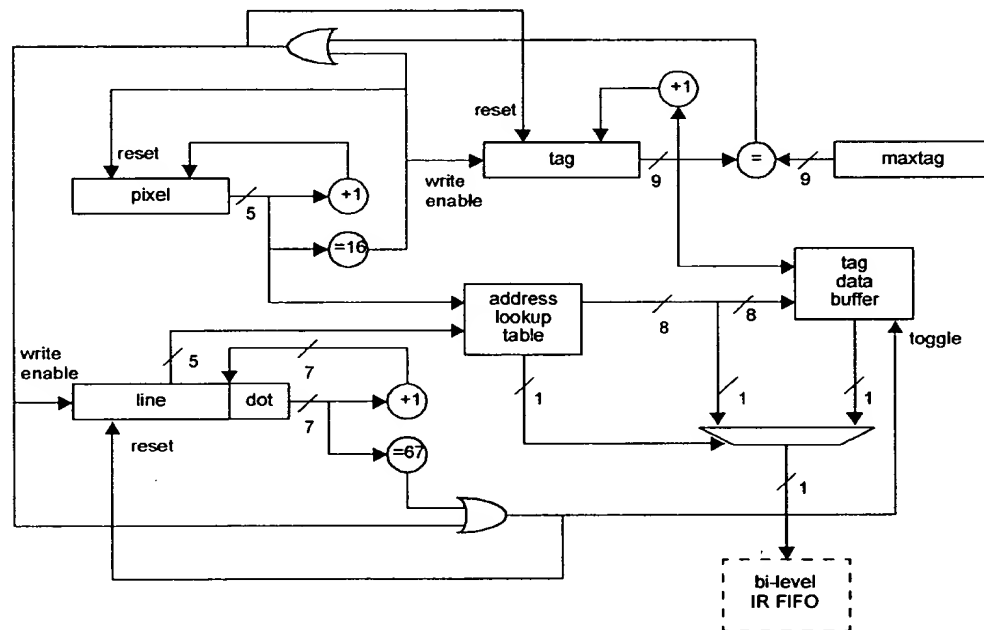 reset
+1
reset
tag
=
maxtag
9
9
write
enable
pixel
5
+1
=16
tag
data
buffer
address
lookup
table
8
8
toggle
write
enable
5
7
line
dot
7
+1
1
1
1
reset
=67
1
bi-level
IR FIFO